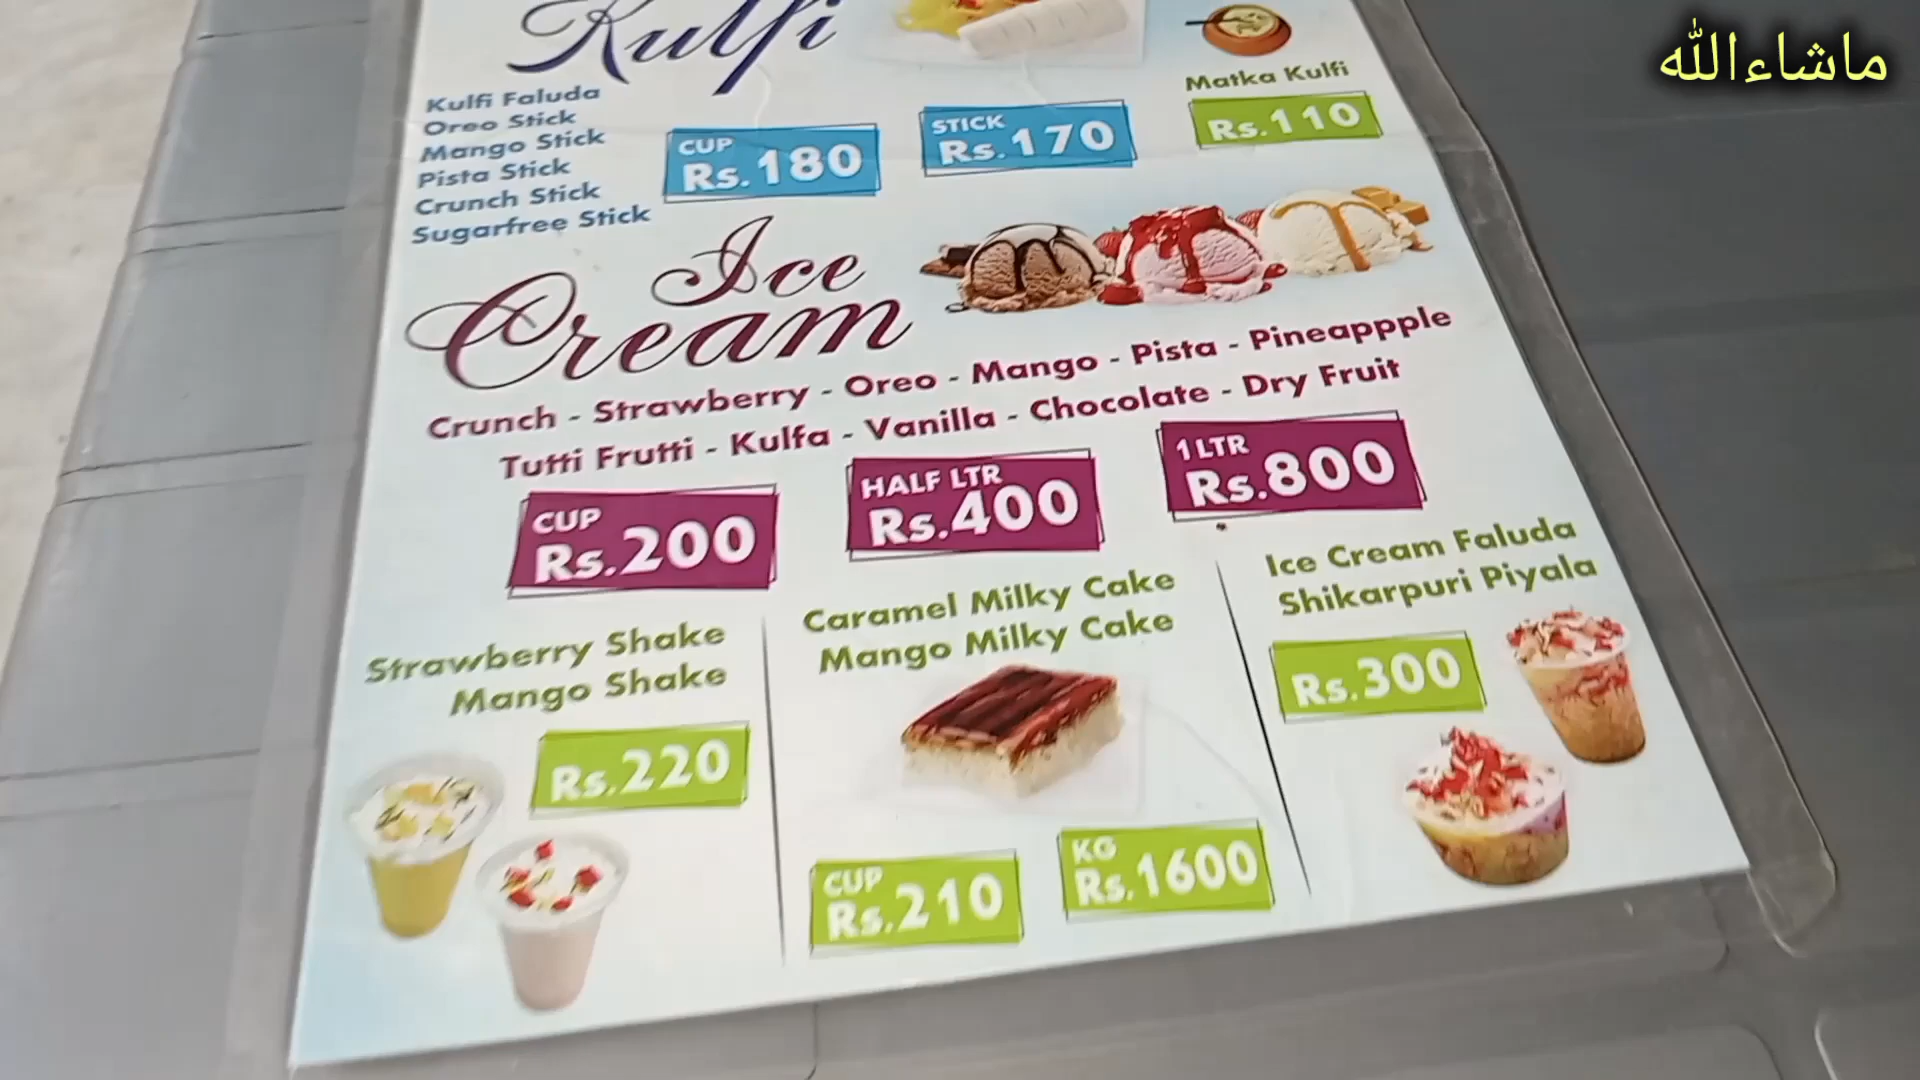 ماشاءالله
Kulfi
Kulfi Faluda
Oreo Stick
Mango Stick
Pista Stick
Crunch Stick
Sugarfree Stick
CUP
Rs.180
STICK
Rs.170
Matka Kulfi
Rs.110
Ice
Cream
Crunch - Strawberry - Oreo - Mango - Pista - Pineappple
Tutti Frutti - Kulfa - Vanilla - Chocolate - Dry Fruit
CUP
Rs.200
HALF LTR
Rs.400
1 LTR
Rs.800
Strawberry Shake
Mango Shake
Rs.220
Caramel Milky Cake
Mango Milky Cake
CUP
Rs.210
KG
Rs.1600
Ice Cream Faluda
Shikarpuri Piyala
Rs.300